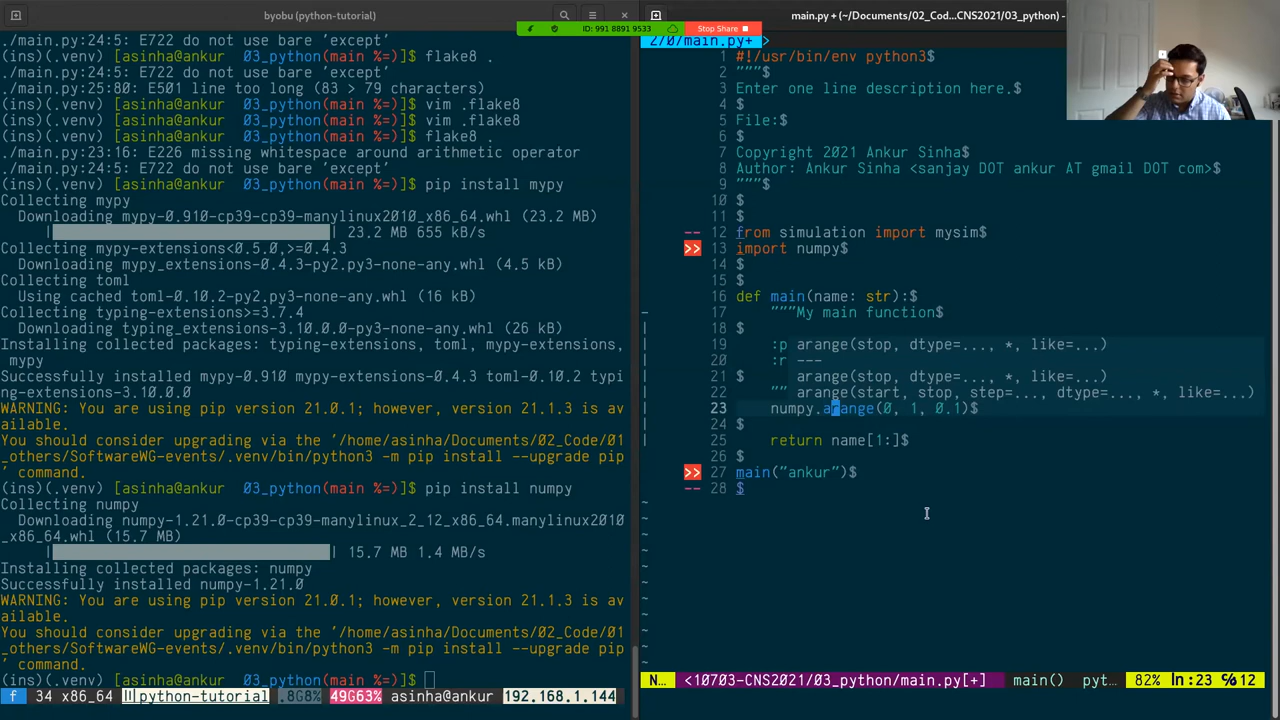 byobu (python-tutorial)
./main.py:24:5: E722 do not use bare 'except'
(ins)(.venv) [asinha@ankur  03_python(main %=)]$ flake8 .
./main.py:24:5: E722 do not use bare 'except'
./main.py:25:80: E501 line too long (83 > 79 characters)
(ins)(.venv) [asinha@ankur  03_python(main %=)]$ vim .flake8
(ins)(.venv) [asinha@ankur  03_python(main %=)]$ vim .flake8
(ins)(.venv) [asinha@ankur  03_python(main %=)]$ flake8 .
./main.py:23:16: E226 missing whitespace around arithmetic operator
./main.py:24:5: E722 do not use bare 'except'
(ins)(.venv) [asinha@ankur  03_python(main %=)]$ pip install mypy
Collecting mypy
Downloading mypy-0.910-cp39-cp39-manylinux2010_x86_64.whl (23.2 MB)
| | 23.2 MB 655 kB/s
Collecting mypy-extensions<0.5.0,>=0.4.3
Downloading mypy_extensions-0.4.3-py2.py3-none-any.whl (4.5 kB)
Collecting toml
Using cached toml-0.10.2-py2.py3-none-any.whl (16 kB)
Collecting typing-extensions>=3.7.4
Downloading typing_extensions-3.10.0.0-py3-none-any.whl (26 kB)
Installing collected packages: typing-extensions, toml, mypy-extensions,
mypy
Successfully installed mypy-0.910 mypy-extensions-0.4.3 toml-0.10.2 typi
ng-extensions-3.10.0.0
WARNING: You are using pip version 21.0.1; however, version 21.1.3 is av
ailable.
You should consider upgrading via the '/home/asinha/Documents/02_Code/01
_others/SoftwareWG-events/.venv/bin/python3 -m pip install --upgrade pip
' command.
(ins)(.venv) [asinha@ankur  03_python(main %=)]$ pip install numpy
Collecting numpy
Downloading numpy-1.21.0-cp39-cp39-manylinux_2_12_x86_64.manylinux2010
_x86_64.whl (15.7 MB)
| | 15.7 MB 1.4 MB/s
Installing collected packages: numpy
Successfully installed numpy-1.21.0
WARNING: You are using pip version 21.0.1; however, version 21.1.3 is av
ailable.
You should consider upgrading via the '/home/asinha/Documents/02_Code/01
_others/SoftwareWG-events/.venv/bin/python3 -m pip install --upgrade pip
' command.
(ins)(.venv) [asinha@ankur  03_python(main %=)]$
f 34 x86_64 python-tutorial .8G8% 49G63% asinha@ankur 192.168.1.144
ID: 991 8891 9533 Stop Share
main.py + (~/Documents/02_Cod...CNS2021/03_python) -
2/0/main.py+
1 #!/usr/bin/env python3$
2 """$
3 Enter one line description here.$
4 $
5 File:$
6 $
7 Copyright 2021 Ankur Sinha$
8 Author: Ankur Sinha <sanjay DOT ankur AT gmail DOT com>$
9 """$
10 $
11 $
-- 12 from simulation import mysim$
>> 13 import numpy$
14 $
15 $
16 def main(name: str):$
17 """My main function$
18 $
19 :p arange(stop, dtype=..., *, like=...)
20 :r ---
21 $ arange(stop, dtype=..., *, like=...)
22 "" arange(start, stop, step=..., dtype=..., *, like=...)
23 numpy.arange(0, 1, 0.1)$
24 $
25 return name[1:]$
26 $
>> 27 main("ankur")$
-- 28 $
N... <10703-CNS2021/03_python/main.py[+] main() pyt... 82% ln:23 ℅12